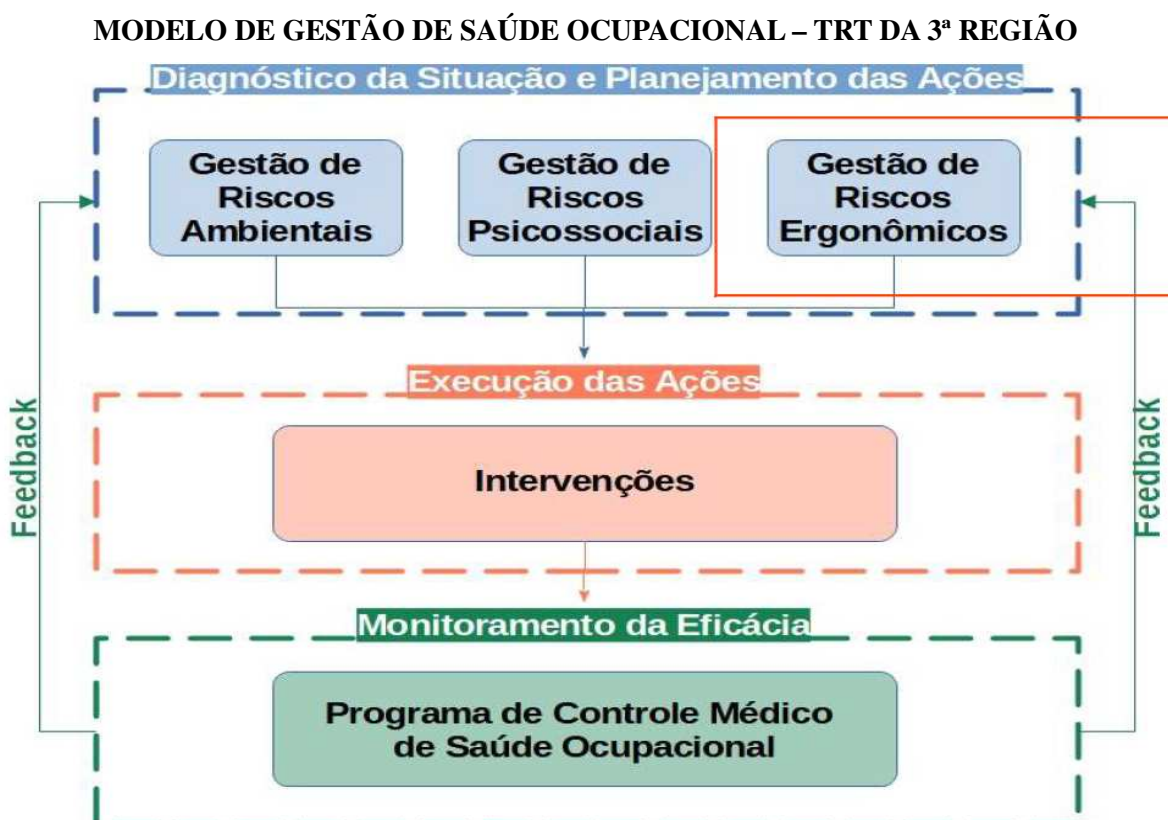 MODELO DE GESTÃO DE SAÚDE OCUPACIONAL – TRT DA 3ª REGIÃO
Diagnóstico da Situação e Planejamento das Ações
Gestão de
Riscos
Ambientais
Gestão de
Riscos
Psicossociais
Gestão de
Riscos
Ergonômicos
Execução das Ações
Intervenções
Feedback
Feedback
Monitoramento da Eficácia
Programa de Controle Médico
de Saúde Ocupacional